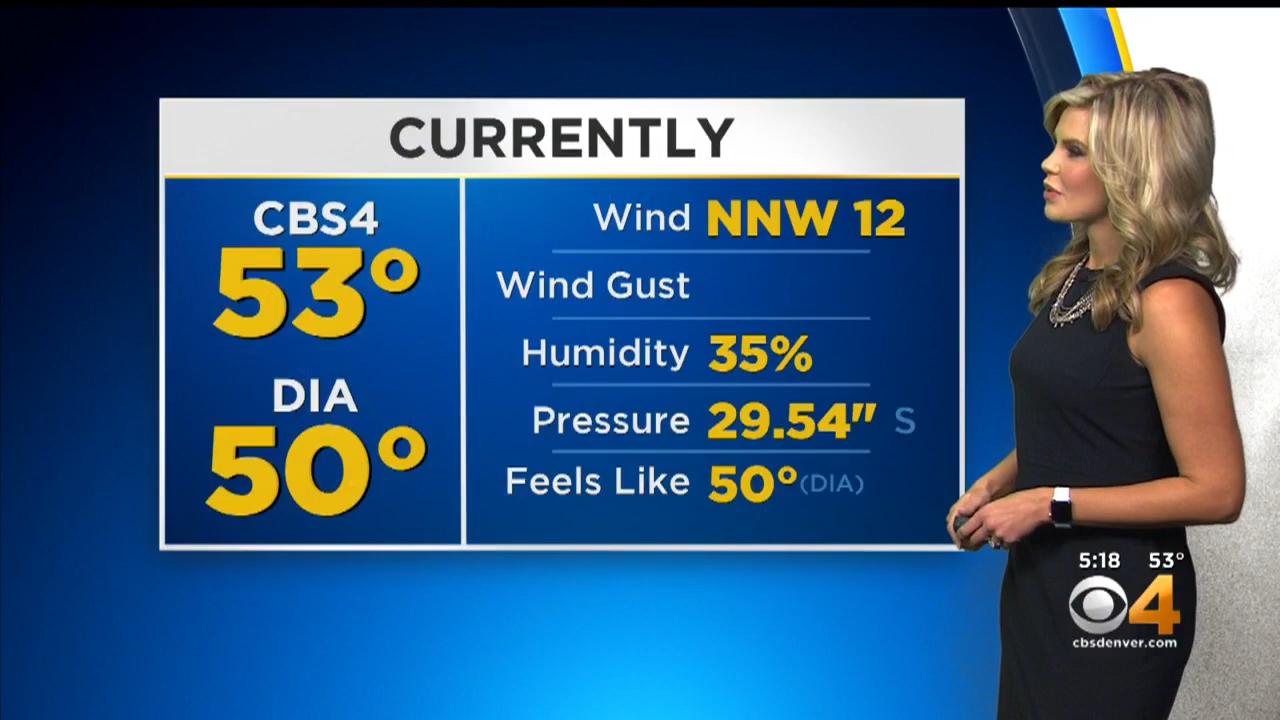 CURRENTLY
CBS4
53°
DIA
50°
Wind NNW 12
Wind Gust
Humidity 35%
Pressure 29.54" S
Feels Like 50° (DIA)
5:18 53°
4
cbsdenver.com